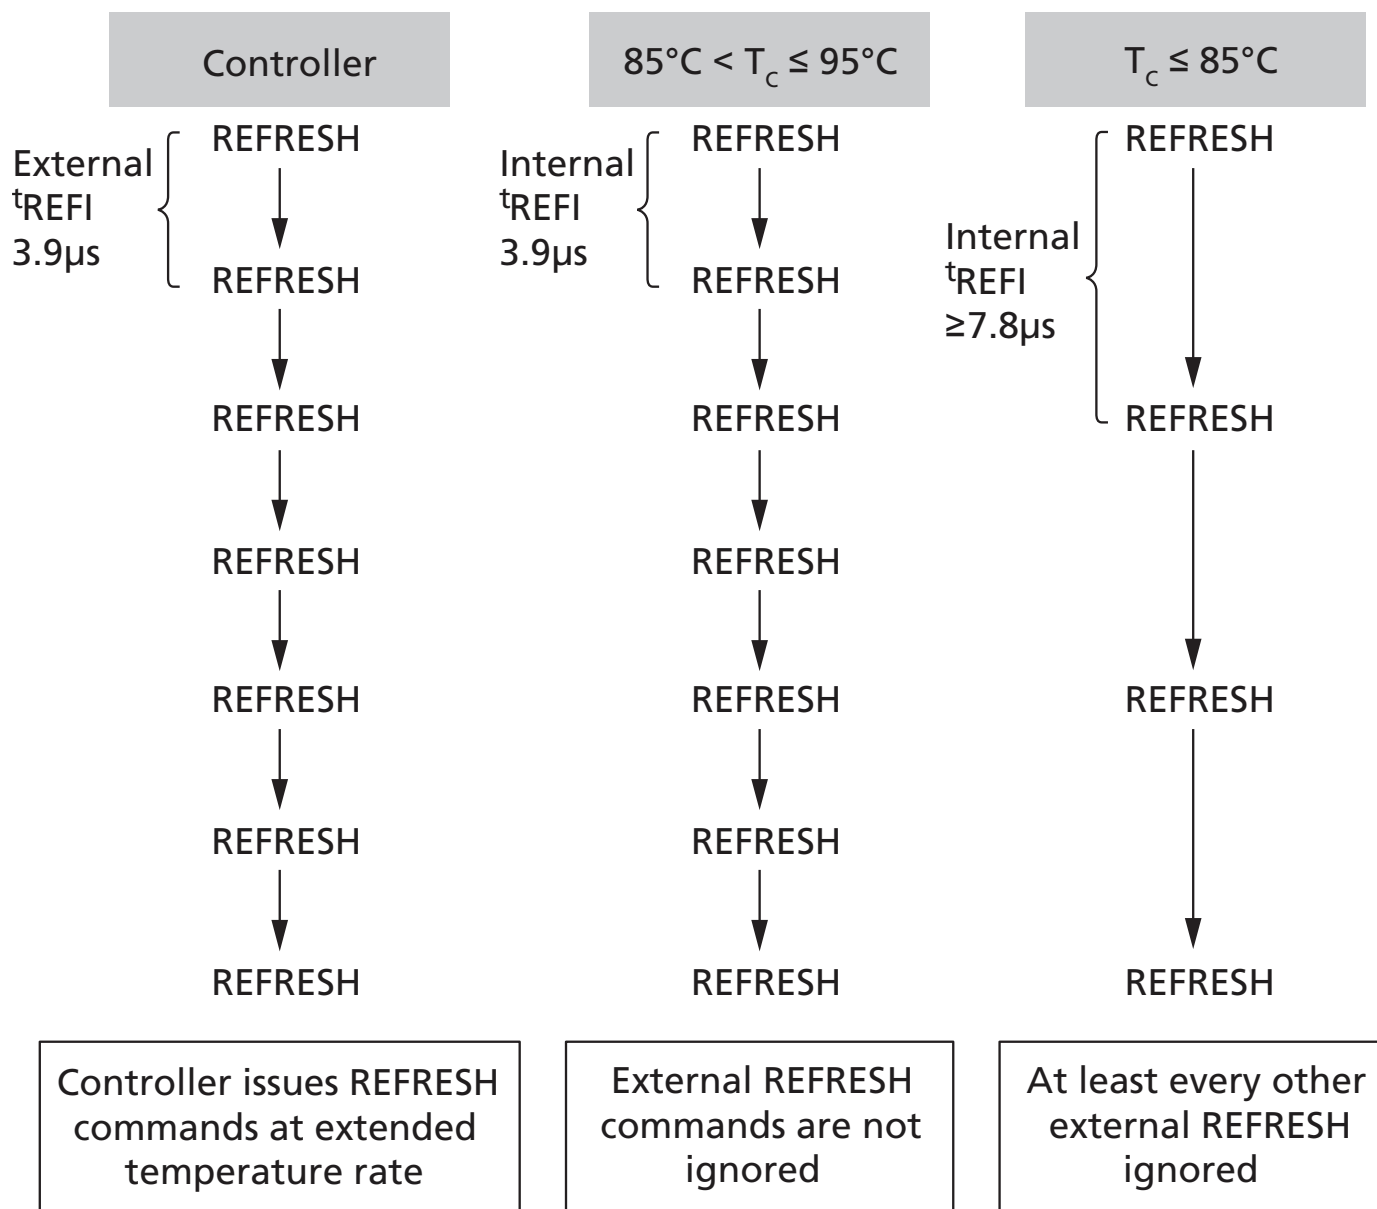 Controller
85°C < TC ≤ 95°C
TC ≤ 85°C
External
tREFI
3.9µs
REFRESH
REFRESH
REFRESH
REFRESH
REFRESH
REFRESH
REFRESH
Controller issues REFRESH
commands at extended
temperature rate
Internal
tREFI
3.9µs
REFRESH
REFRESH
REFRESH
REFRESH
REFRESH
REFRESH
REFRESH
External REFRESH
commands are not
ignored
Internal
tREFI
≥7.8µs
REFRESH
REFRESH
REFRESH
REFRESH
At least every other
external REFRESH
ignored